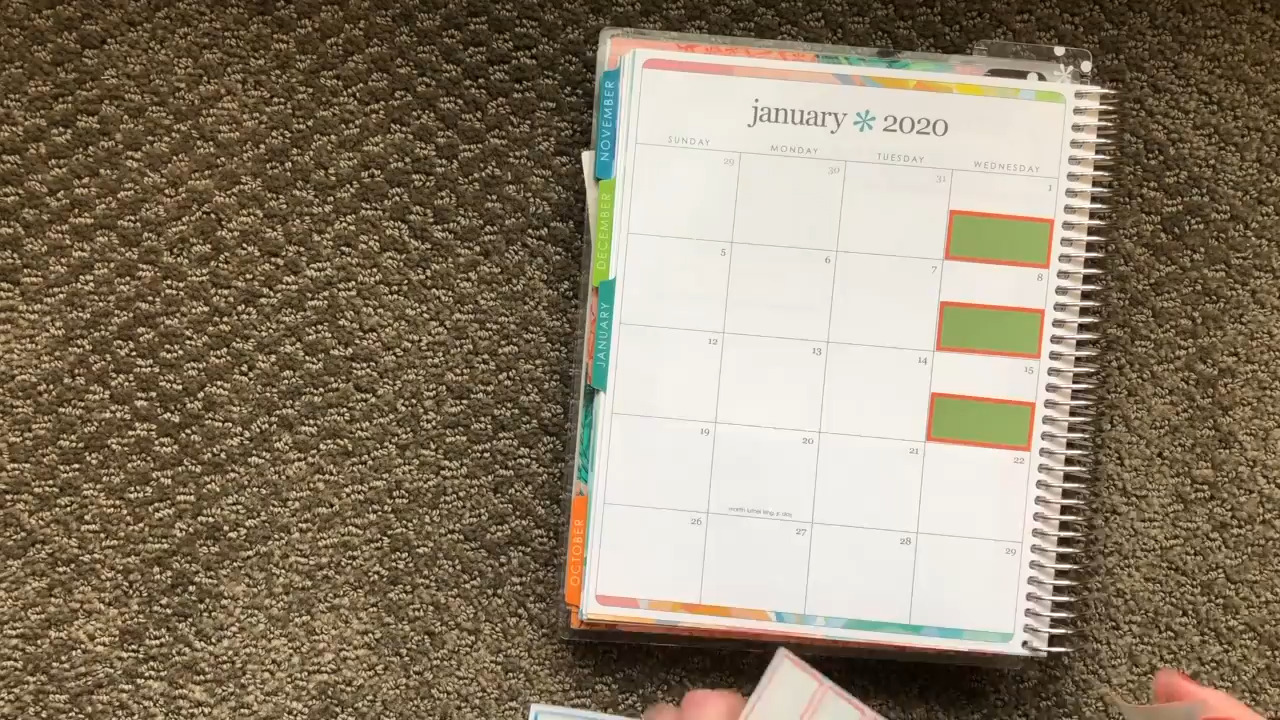 january * 2020
SUNDAY MONDAY TUESDAY WEDNESDAY
29 30 31 1
5 6 7 8
12 13 14 15
19 20 21 22
26 27 28 29
NOVEMBER
DECEMBER
JANUARY
OCTOBER